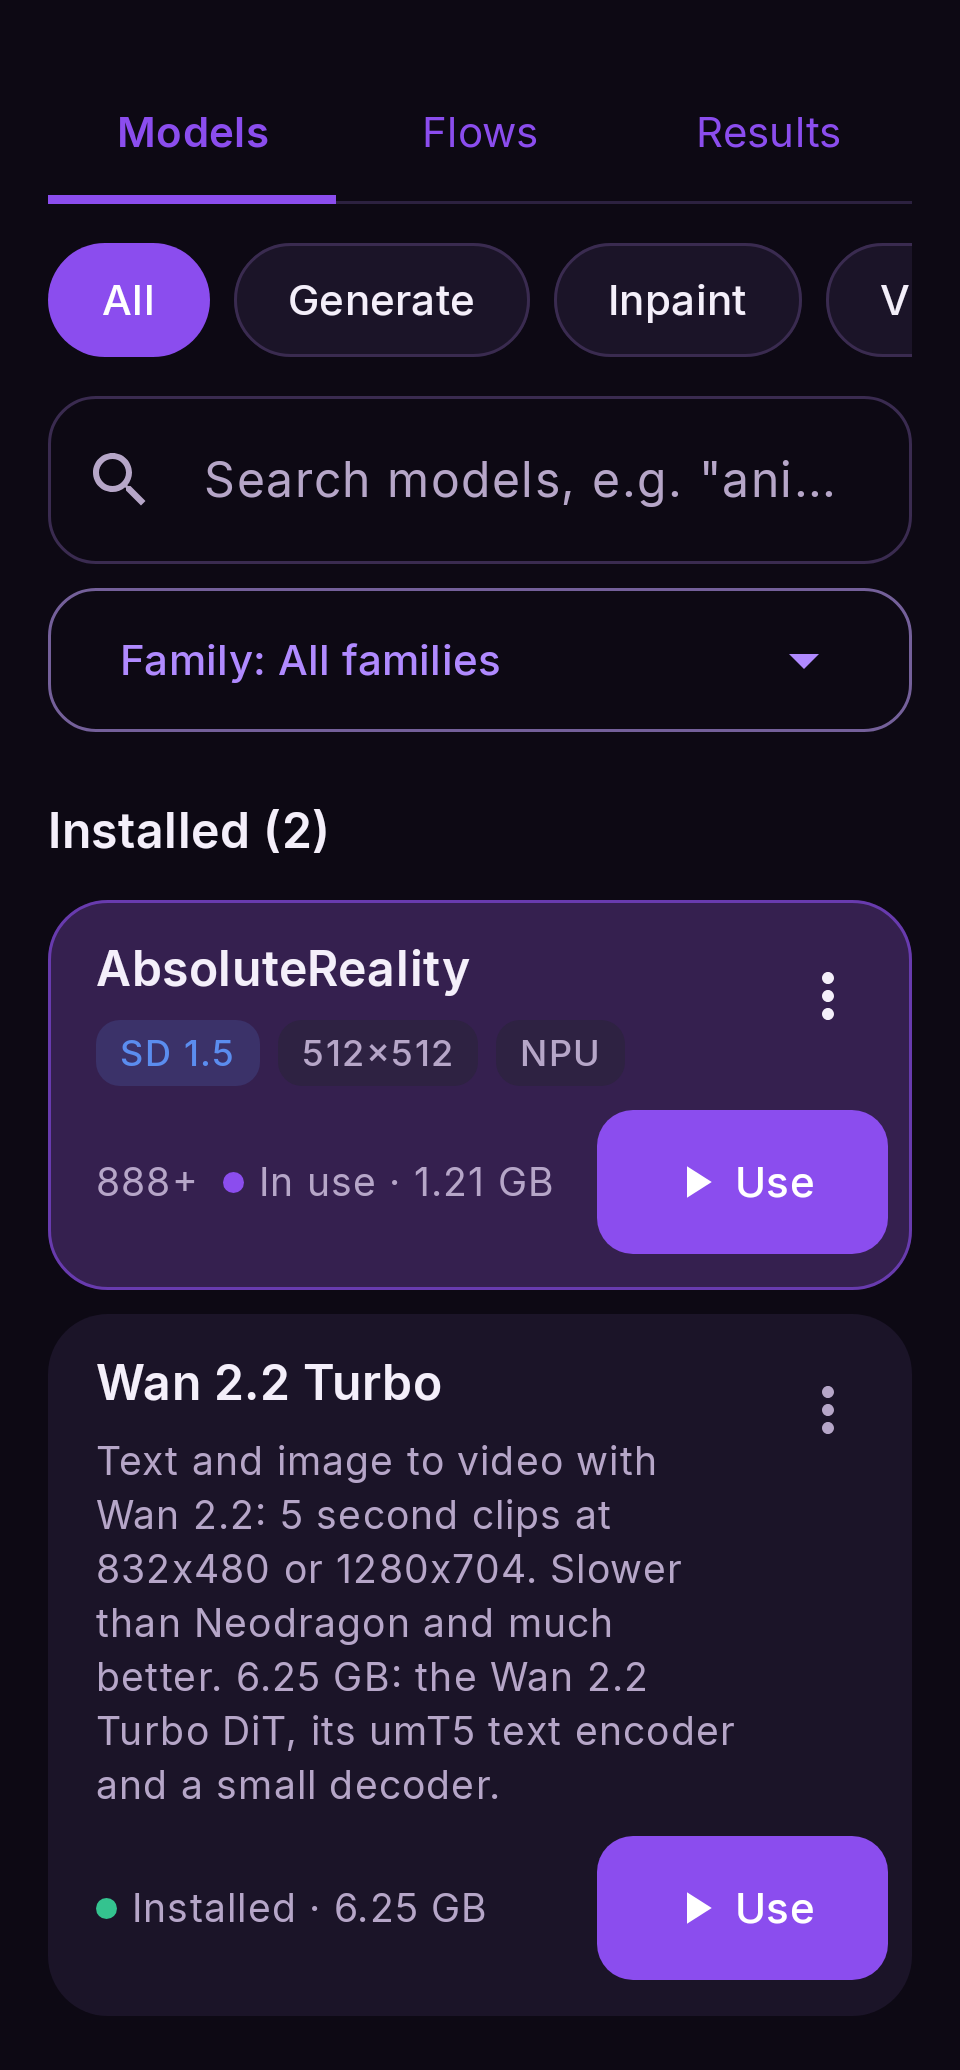 Models
Flows
Results
All
Generate
Inpaint
V
Search models, e.g. "ani...
Family: All families
Installed (2)
AbsoluteReality
SD 1.5
512×512
NPU
888+
In use · 1.21 GB
Use
Wan 2.2 Turbo
Text and image to video with
Wan 2.2: 5 second clips at
832x480 or 1280x704. Slower
than Neodragon and much
better. 6.25 GB: the Wan 2.2
Turbo DiT, its umT5 text encoder
and a small decoder.
Installed · 6.25 GB
Use